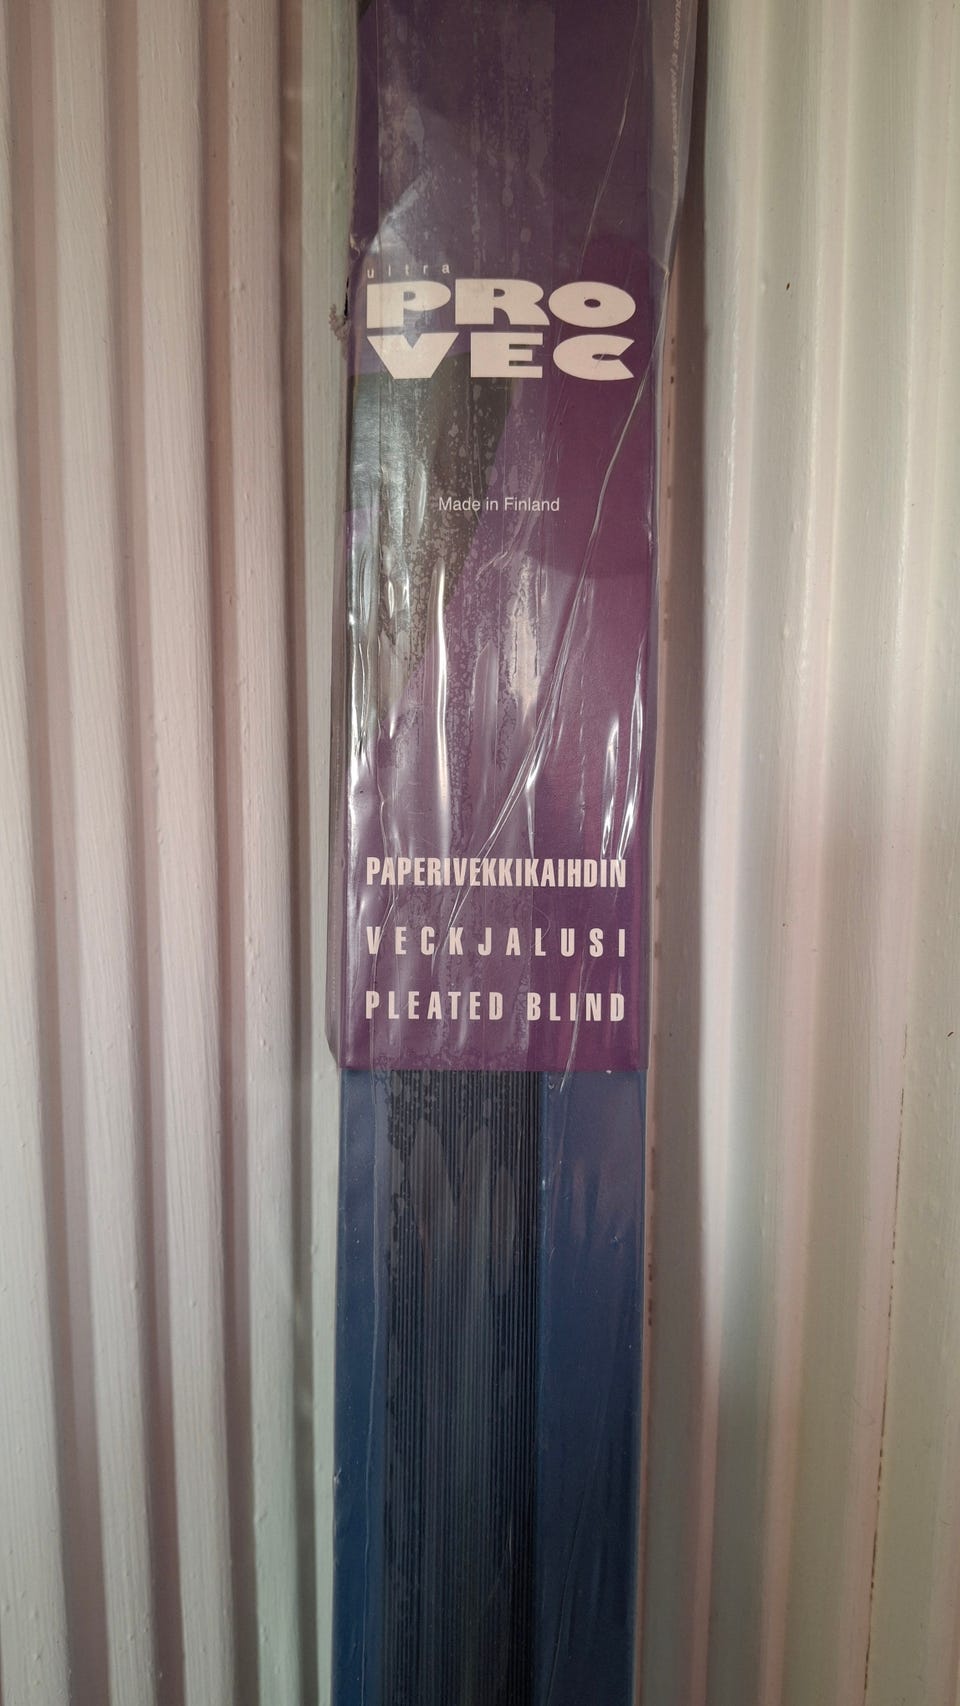 ultra
PRO
VEC
Made in Finland
PAPERIVEKKIKAIHDIN
VECKJALUSI
PLEATED BLIND